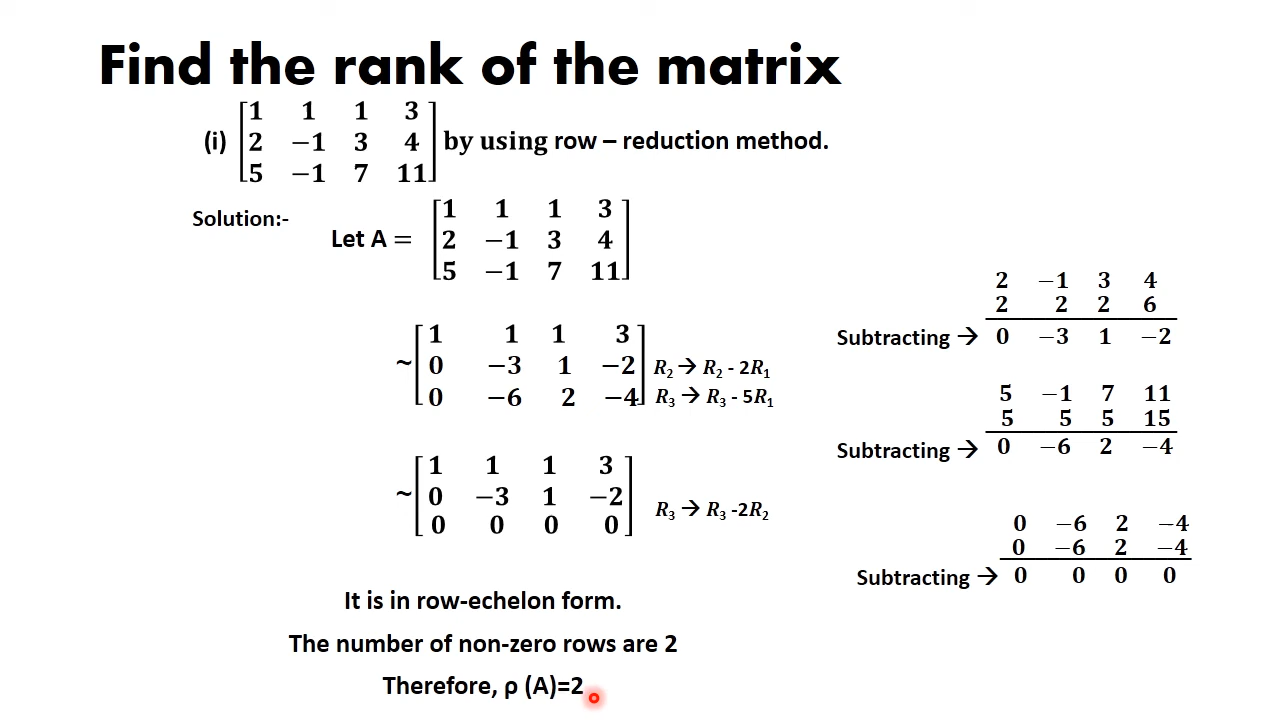 Find the rank of the matrix
1 1 1 3
(i) 2 −1 3 4 by using row – reduction method.
5 −1 7 11
Solution:-
1 1 1 3
Let A = 2 −1 3 4
5 −1 7 11
1 1 1 3
~ 0 −3 1 −2 R2 → R2 - 2R1
0 −6 2 −4 R3 → R3 - 5R1
1 1 1 3
~ 0 −3 1 −2
0 0 0 0 R3 → R3 -2R2
It is in row-echelon form.
The number of non-zero rows are 2
Therefore, ρ (A)=2
2 −1 3 4
2 2 2 6
Subtracting → 0 −3 1 −2
5 −1 7 11
5 5 5 15
Subtracting → 0 −6 2 −4
0 −6 2 −4
0 −6 2 −4
Subtracting → 0 0 0 0